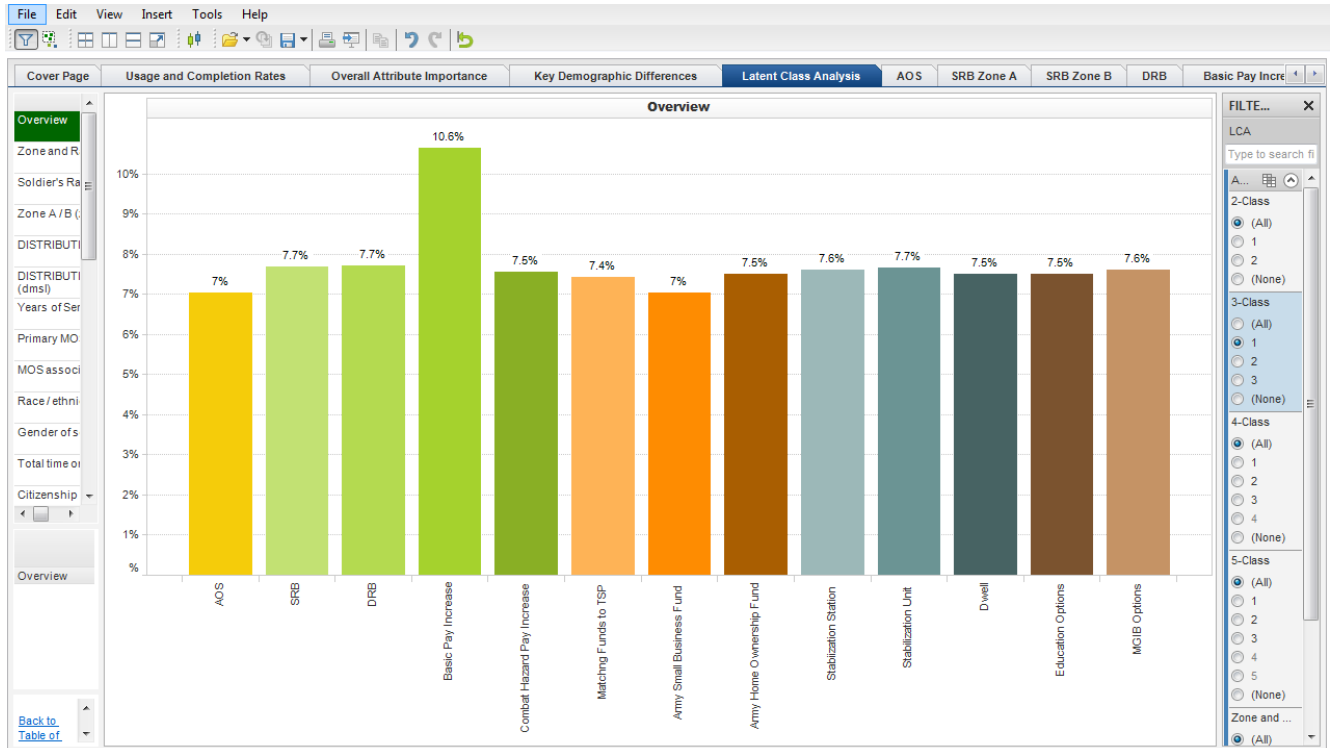 File Edit View Insert Tools Help
Cover Page Usage and Completion Rates Overall Attribute Importance Key Demographic Differences Latent Class Analysis AOS SRB Zone A SRB Zone B DRB Basic Pay Incre
Overview
Zone and R
Soldier's Ra
Zone A / B (
DISTRIBUTI
DISTRIBUTI
(dmsl)
Years of Ser
Primary MO
MOS associ
Race / ethni
Gender of s
Total time or
Citizenship
Overview
Back to
Table of
Overview
10%
9%
8%
7%
6%
5%
4%
3%
2%
1%
%
7%
7.7%
7.7%
10.6%
7.5%
7.4%
7%
7.5%
7.6%
7.7%
7.5%
7.5%
7.6%
AOS
SRB
DRB
Basic Pay Increase
Combat Hazard Pay Increase
Matchng Funds to TSP
Army Small Business Fund
Army Home Ownership Fund
Stabiization Station
Stabilization Unit
Dwell
Education Options
MGIB Options
FILTE...
LCA
Type to search fi
A...
2-Class
(All)
1
2
(None)
3-Class
(All)
1
2
3
(None)
4-Class
(All)
1
2
3
4
(None)
5-Class
(All)
1
2
3
4
5
(None)
Zone and ...
(All)